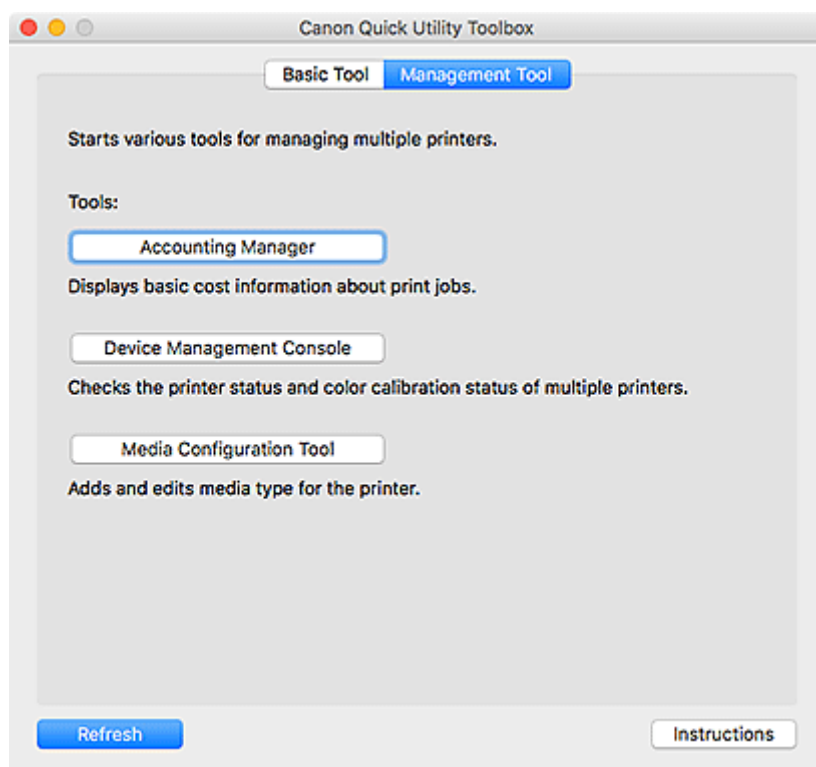 Canon Quick Utility Toolbox
Basic Tool Management Tool
Starts various tools for managing multiple printers.
Tools:
Accounting Manager
Displays basic cost information about print jobs.
Device Management Console
Checks the printer status and color calibration status of multiple printers.
Media Configuration Tool
Adds and edits media type for the printer.
Refresh Instructions